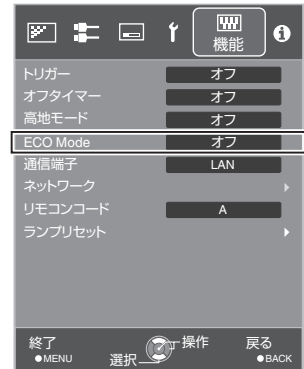 機能
トリガー オフ
オフタイマー オフ
高地モード オフ
ECO Mode オフ
通信端子 LAN
ネットワーク
リモコンコード A
ランプリセット
終了 操作 戻る
●MENU 選択 ●BACK